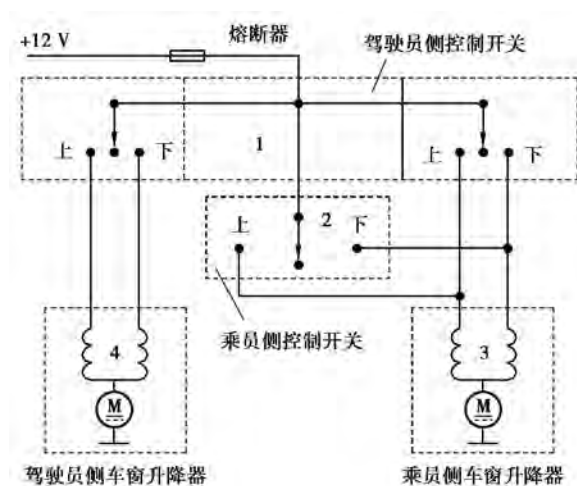 熔断器
+12 V
驾驶员侧控制开关
上 下 1 上 下
上 2 下
乘员侧控制开关
4 3
M M
驾驶员侧车窗升降器 乘员侧车窗升降器